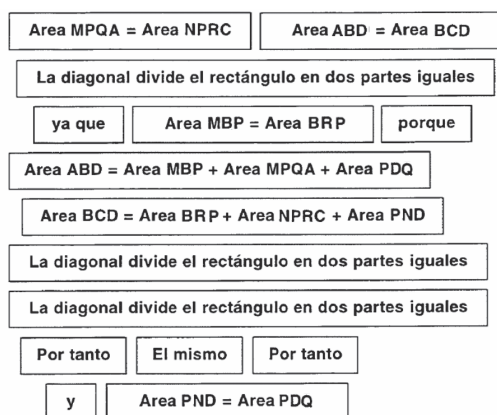 Area MPQA = Area NPRC Area ABD = Area BCD
La diagonal divide el rectángulo en dos partes iguales
ya que Area MBP = Area BRP porque
Area ABD = Area MBP + Area MPQA + Area PDQ
Area BCD = Area BRP + Area NPRC + Area PND
La diagonal divide el rectángulo en dos partes iguales
La diagonal divide el rectángulo en dos partes iguales
Por tanto El mismo Por tanto
y Area PND = Area PDQ